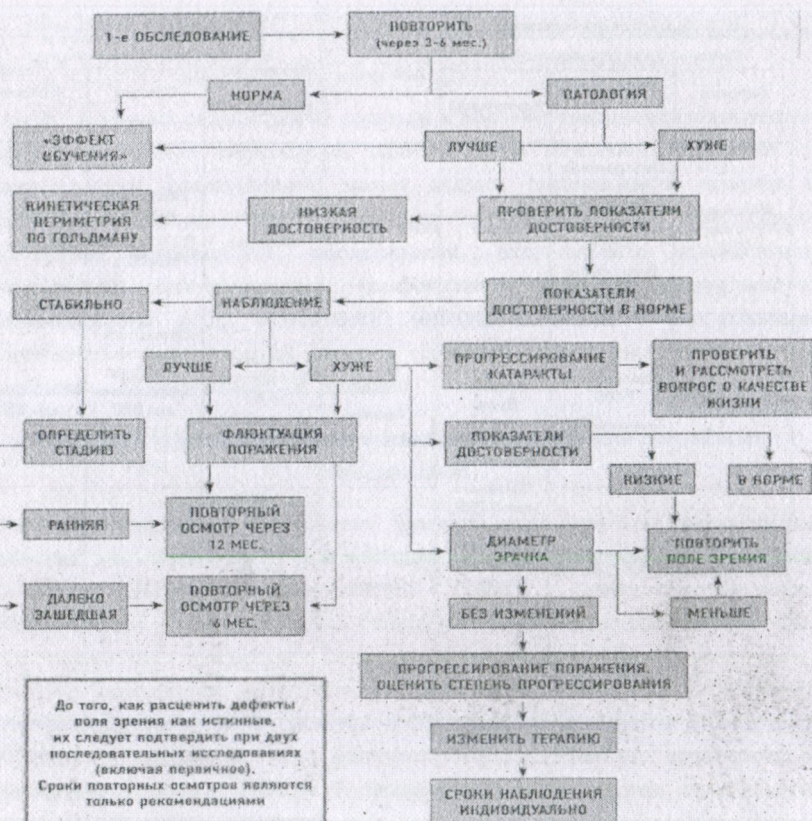 1-е ОБСЛЕДОВАНИЕ
ПОВТОРИТЬ
(через 2-6 мес.)
НОРМА
ПАТОЛОГИЯ
«ЭФФЕКТ
ОБУЧЕНИЯ»
ЛУЧШЕ
ХУЖЕ
КИНЕТИЧЕСКАЯ
ПЕРИМЕТРИЯ
ПО ГОЛЬДМАНУ
НИЗКАЯ
ДОСТОВЕРНОСТЬ
ПРОВЕРИТЬ ПОКАЗАТЕЛИ
ДОСТОВЕРНОСТИ
СТАБИЛЬНО
НАБЛЮДЕНИЕ
ПОКАЗАТЕЛИ
ДОСТОВЕРНОСТИ В НОРМЕ
ЛУЧШЕ
ХУЖЕ
ПРОГРЕССИРОВАНИЕ
КАТАРАКТЫ
ПРОВЕРИТЬ
И РАССМОТРЕТЬ
ВОПРОС О КАЧЕСТВЕ
ЖИЗНИ
ОПРЕДЕЛИТЬ
СТАДИЮ
ФЛЮКТУАЦИЯ
ПОРАЖЕНИЯ
ПОКАЗАТЕЛИ
ДОСТОВЕРНОСТИ
НИЗКИЕ
В НОРМЕ
РАННЯЯ
ПОВТОРНЫЙ
ОСМОТР ЧЕРЕЗ
12 МЕС.
ДИАМЕТР
ЗРАЧКА
ПОВТОРИТЬ
ПОЛЕ ЗРЕНИЯ
ДАЛЕКО
ЗАШЕДШАЯ
ПОВТОРНЫЙ
ОСМОТР ЧЕРЕЗ
6 МЕС.
БЕЗ ИЗМЕНЕНИЙ
МЕНЬШЕ
ПРОГРЕССИРОВАНИЕ ПОРАЖЕНИЯ.
ОЦЕНИТЬ СТЕПЕНЬ ПРОГРЕССИРОВАНИЯ
До того, как расценить дефекты
поля зрения как истинные,
их следует подтвердить при двух
последовательных исследованиях
(включая первичное).
Сроки повторных осмотров являются
только рекомендациями
ИЗМЕНИТЬ ТЕРАПИЮ
СРОКИ НАБЛЮДЕНИЯ
ИНДИВИДУАЛЬНО